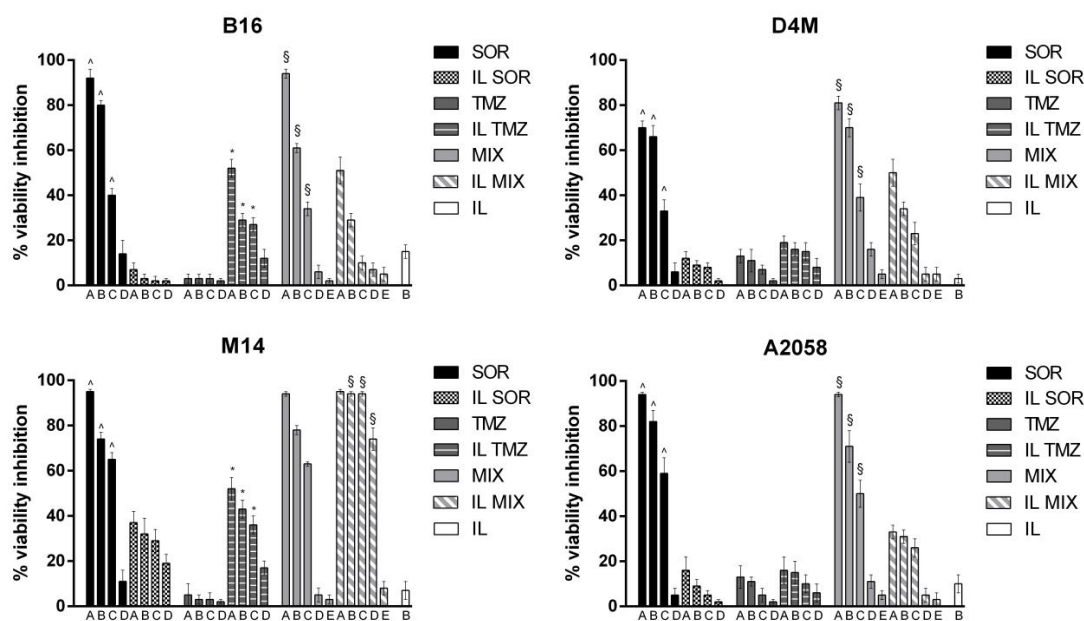 B16
% viability inhibition
100
80
60
40
20
0
^ ^ ^ * * * § § §
A B C D A B C D A B C D A B C D A B C D E A B C D E B
SOR
IL SOR
TMZ
IL TMZ
MIX
IL MIX
IL
D4M
% viability inhibition
100
80
60
40
20
0
^ ^ ^ § § §
A B C D A B C D A B C D A B C D A B C D E A B C D E B
SOR
IL SOR
TMZ
IL TMZ
MIX
IL MIX
IL
M14
% viability inhibition
100
80
60
40
20
0
^ ^ ^ * * * § § §
A B C D A B C D A B C D A B C D A B C D E A B C D E B
SOR
IL SOR
TMZ
IL TMZ
MIX
IL MIX
IL
A2058
% viability inhibition
100
80
60
40
20
0
^ ^ ^ § § §
A B C D A B C D A B C D A B C D A B C D E A B C D E B
SOR
IL SOR
TMZ
IL TMZ
MIX
IL MIX
IL